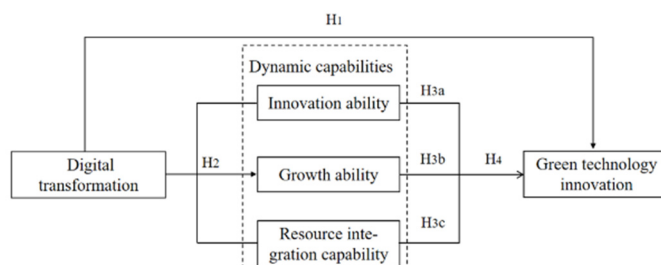 H1
Dynamic capabilities
Innovation ability
H3a
Digital
transformation
H2
Growth ability
H3b
H4
Green technology
innovation
Resource inte-
gration capability
H3c